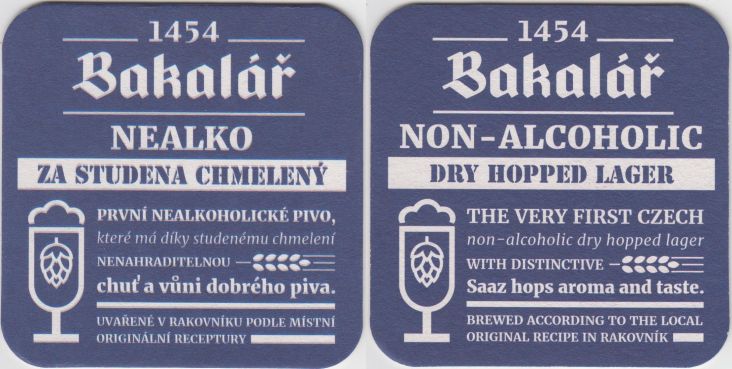 1454
Bakalář
NEALKO
ZA STUDENA CHMELENÝ
PRVNÍ NEALKOHOLICKÉ PIVO,
které má díky studenému chmelení
NENAHRADITELNOU
chuť a vůni dobrého piva.
UVAŘENÉ V RAKOVNÍKU PODLE MÍSTNÍ
ORIGINÁLNÍ RECEPTURY
1454
Bakalář
NON-ALCOHOLIC
DRY HOPPED LAGER
THE VERY FIRST CZECH
non-alcoholic dry hopped lager
WITH DISTINCTIVE
Saaz hops aroma and taste.
BREWED ACCORDING TO THE LOCAL
ORIGINAL RECIPE IN RAKOVNÍK